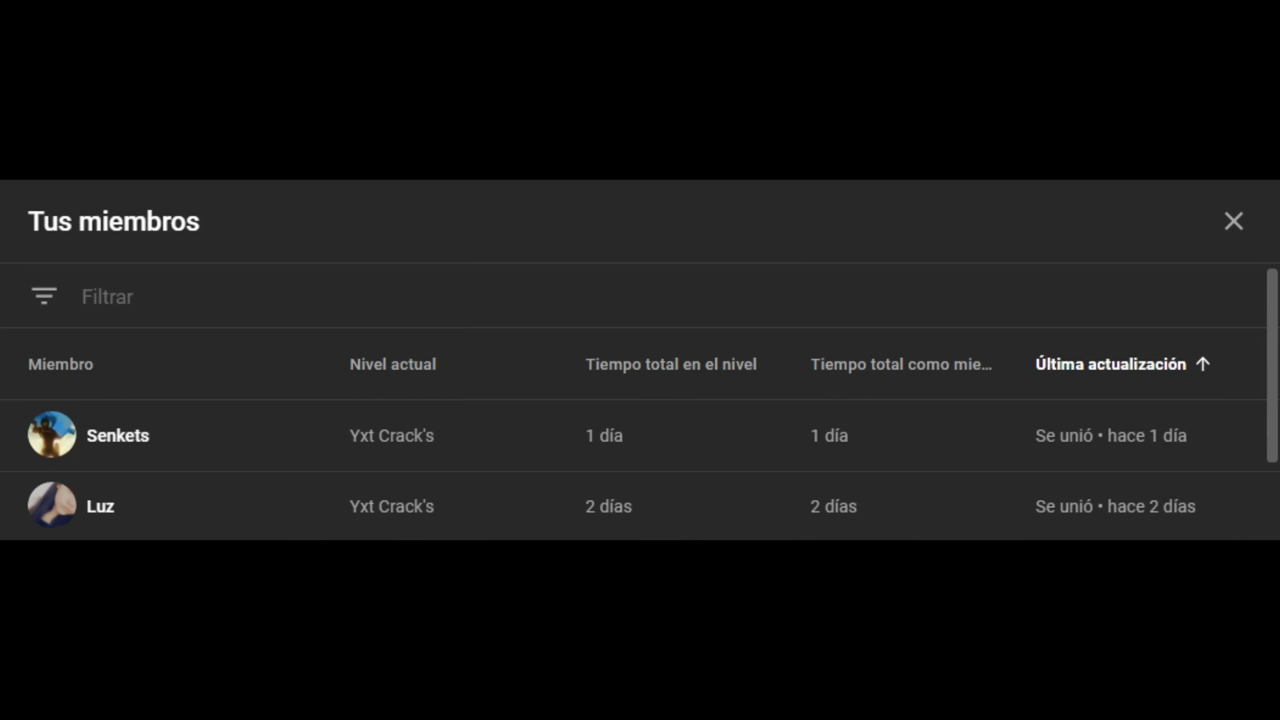 Tus miembros
Filtrar
Miembro Nivel actual Tiempo total en el nivel Tiempo total como mie... Última actualización
Senkets Yxt Crack's 1 día 1 día Se unió • hace 1 día
Luz Yxt Crack's 2 días 2 días Se unió • hace 2 días